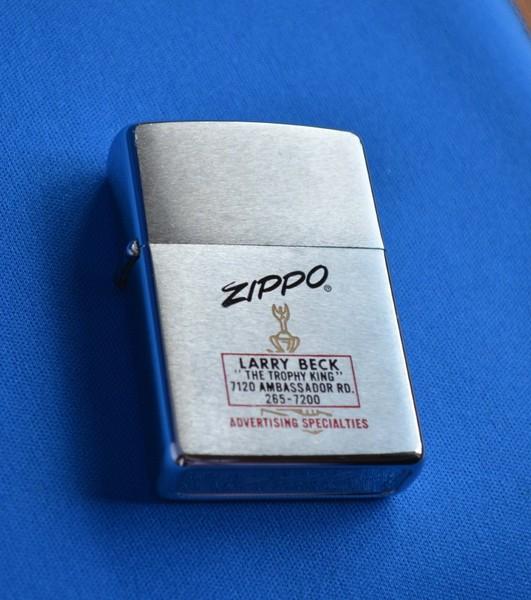 ZIPPO®
LARRY BECK
"THE TROPHY KING"
7120 AMBASSADOR RD.
265-7200
ADVERTISING SPECIALTIES